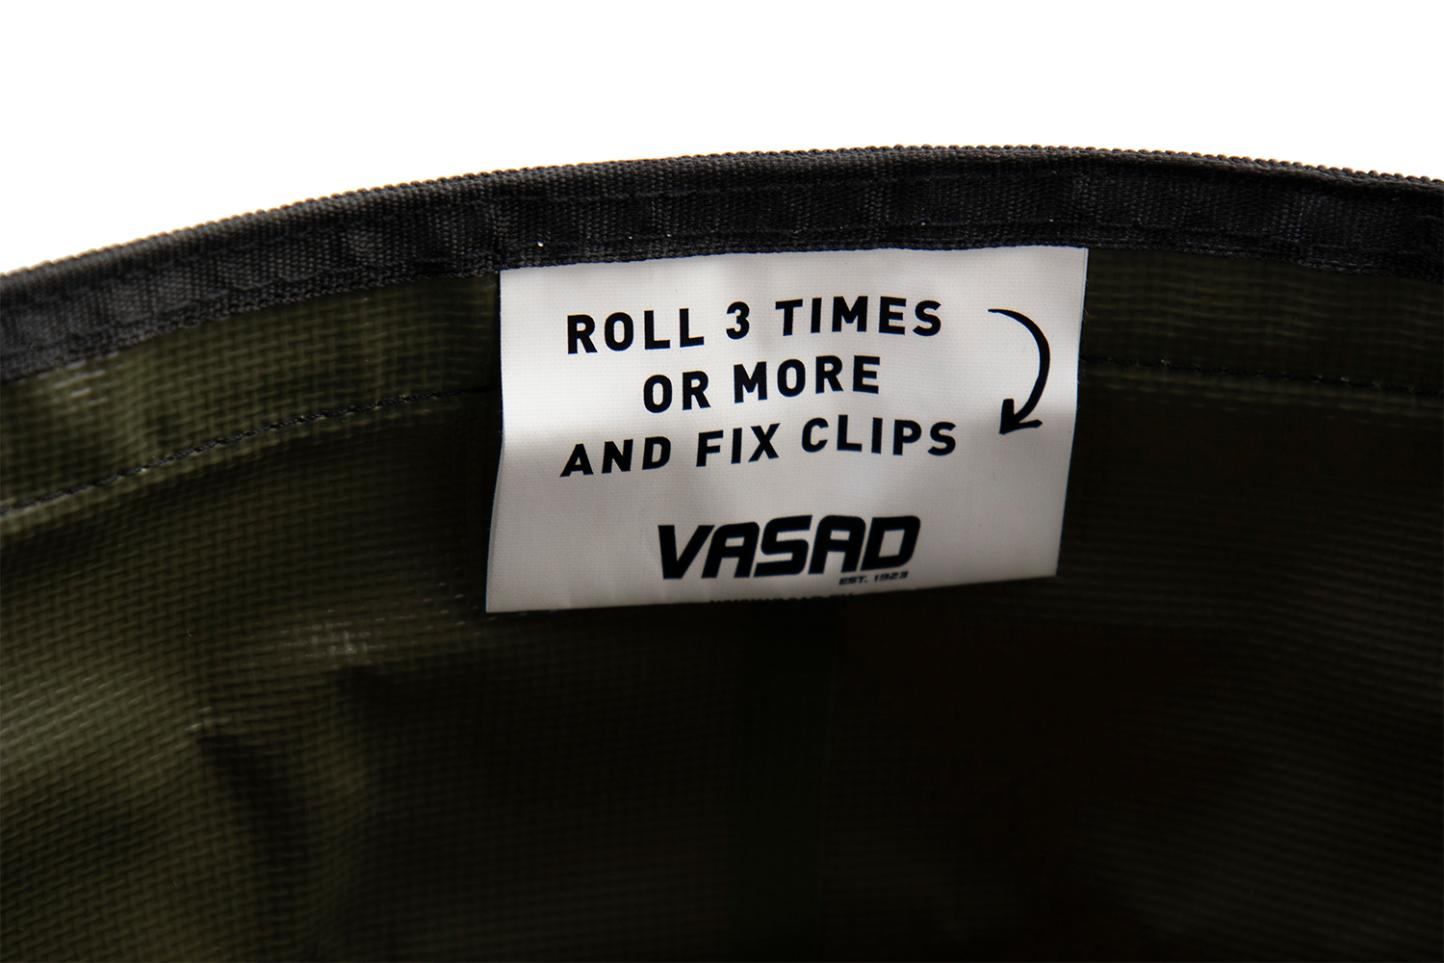 ROLL 3 TIMES
OR MORE
AND FIX CLIPS
VASAD
EST. 1923